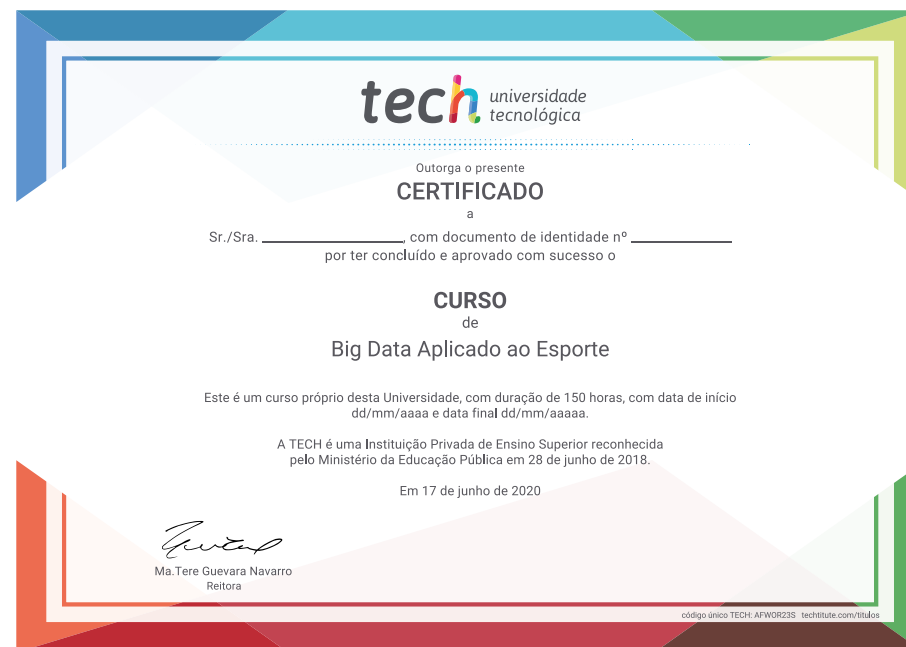 tech universidade
tecnológica
Outorga o presente
CERTIFICADO
a
Sr./Sra. ____________, com documento de identidade nº ____________
por ter concluído e aprovado com sucesso o
CURSO
de
Big Data Aplicado ao Esporte
Este é um curso próprio desta Universidade, com duração de 150 horas, com data de início
dd/mm/aaaa e data final dd/mm/aaaaa.
A TECH é uma Instituição Privada de Ensino Superior reconhecida
pelo Ministério da Educação Pública em 28 de junho de 2018.
Em 17 de junho de 2020
Ma.Tere Guevara Navarro
Reitora
código único TECH: AFWOR23S techtitute.com/titulos